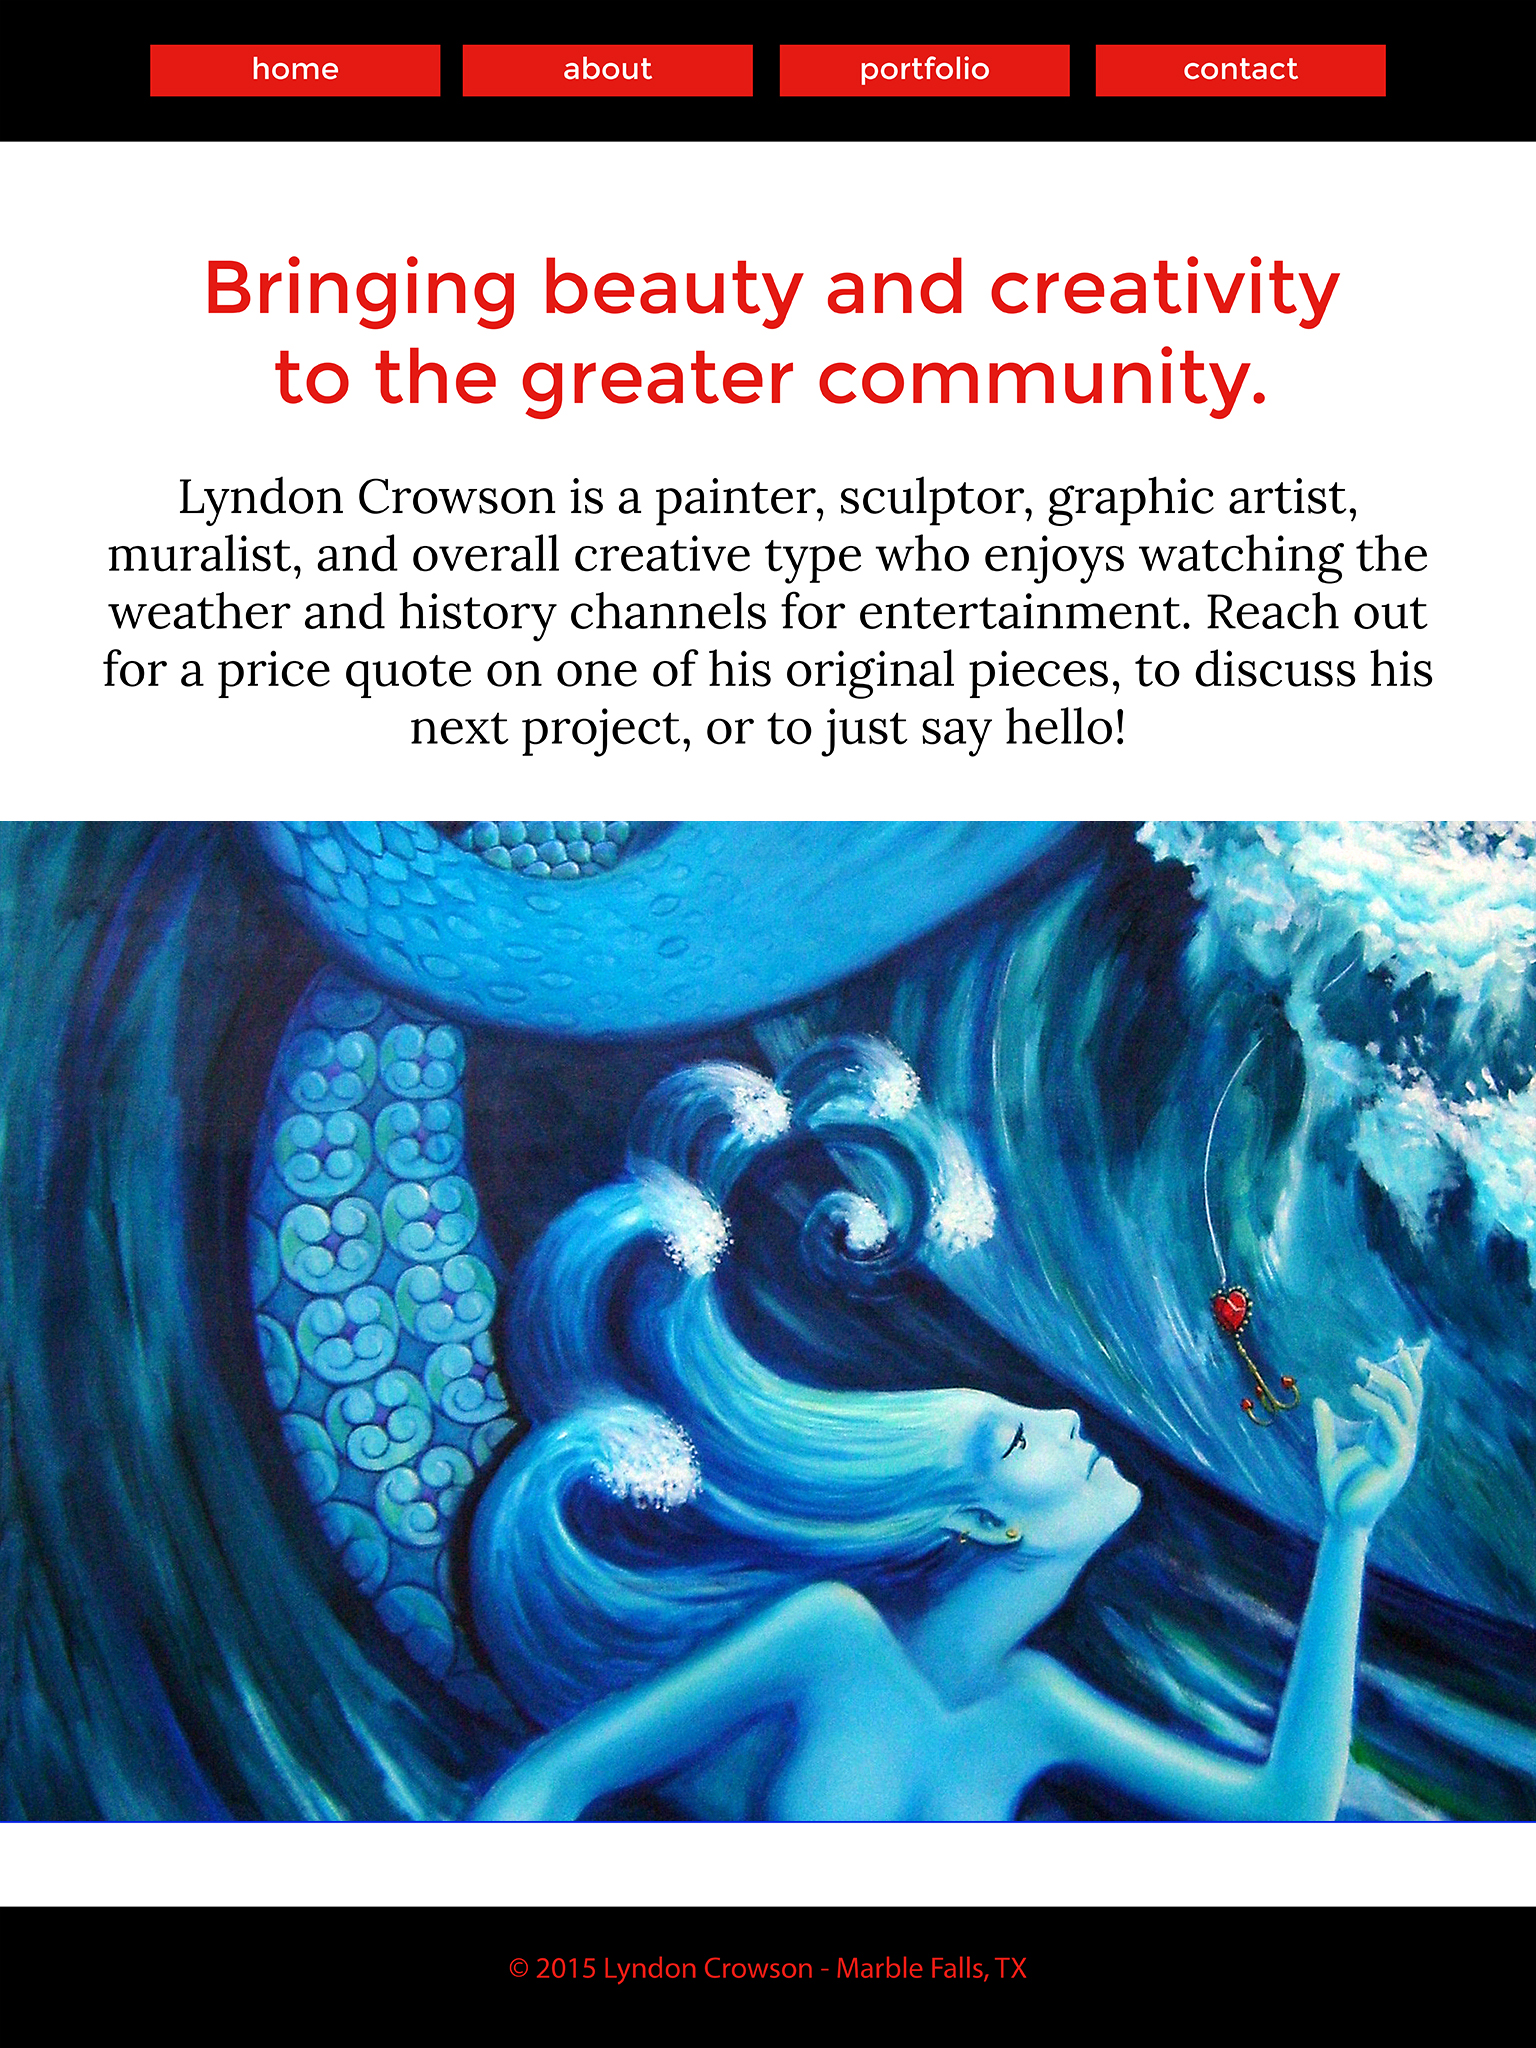 home about portfolio contact
Bringing beauty and creativity
to the greater community.
Lyndon Crowson is a painter, sculptor, graphic artist,
muralist, and overall creative type who enjoys watching the
weather and history channels for entertainment. Reach out
for a price quote on one of his original pieces, to discuss his
next project, or to just say hello!
© 2015 Lyndon Crowson - Marble Falls, TX